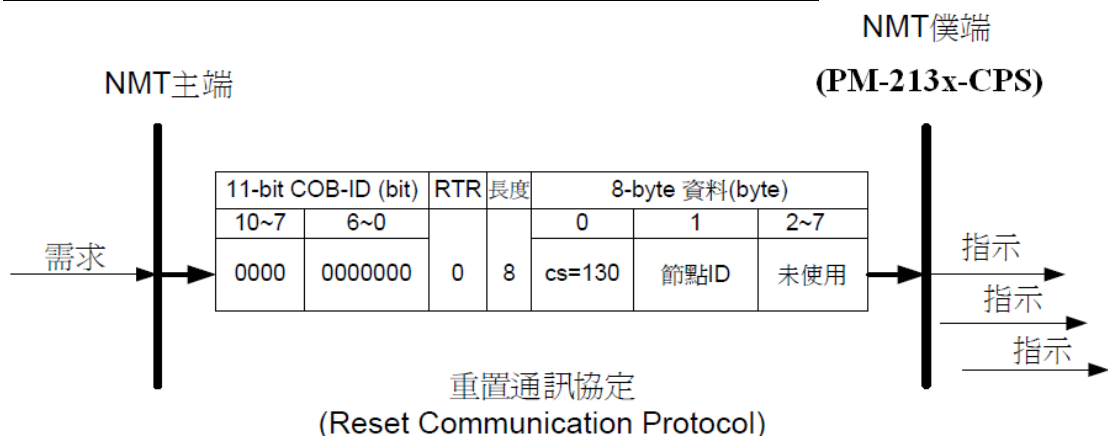 NMT僕端
NMT主端
(PM-213x-CPS)
11-bit COB-ID (bit) RTR 長度 8-byte 資料(byte)
10~7 6~0 0 1 2~7
需求 0000 0000000 0 8 cs=130 節點ID 未使用 指示
指示
指示
重置通訊協定
(Reset Communication Protocol)